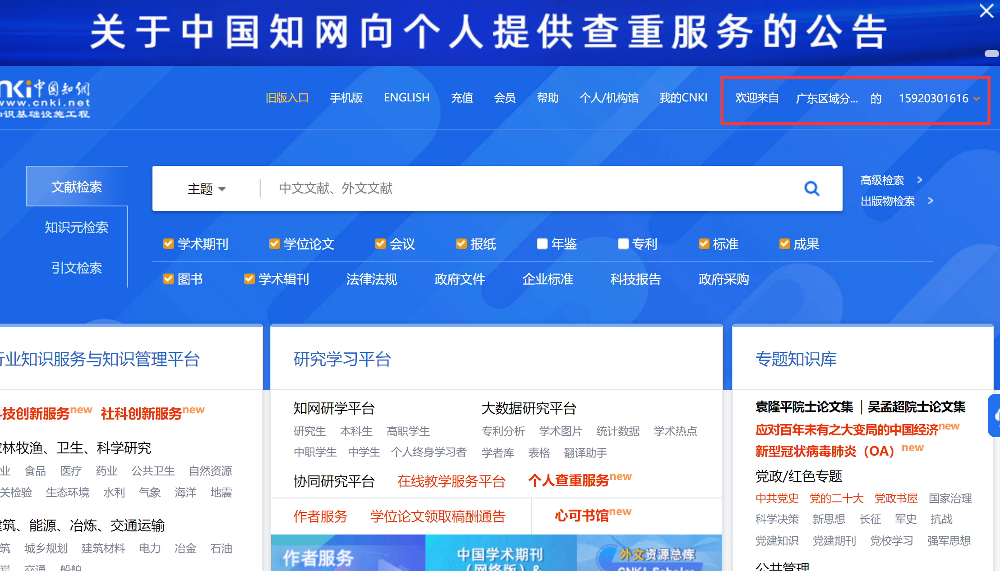 关于中国知网向个人提供查重服务的公告
CNKI中国知網
www.cnki.net
知识基础设施工程
旧版入口 手机版 ENGLISH 充值 会员 帮助 个人/机构馆 我的CNKI 欢迎来自 广东区域分... 的 15920301616
文献检索
知识元检索
引文检索
主题 中文文献、外文文献
高级检索
出版物检索
学术期刊 学位论文 会议 报纸 年鉴 专利 标准 成果
图书 学术辑刊 法律法规 政府文件 企业标准 科技报告 政府采购
行业知识服务与知识管理平台
科技创新服务new 社科创新服务new
农林牧渔、卫生、科学研究
业 食品 医疗 药业 公共卫生 自然资源
关检验 生态环境 水利 气象 海洋 地震
建筑、能源、冶炼、交通运输
筑 城乡规划 建筑材料 电力 冶金 石油
炭 交通 船舶
研究学习平台
知网研学平台
研究生 本科生 高职学生
中职学生 中学生 个人终身学习者
大数据研究平台
专利分析 学术图片 统计数据 学术热点
学者库 表格 翻译助手
协同研究平台 在线教学服务平台 个人查重服务new
作者服务 学位论文领取稿酬通告 心可书馆new
作者服务
中国学术期刊
（网络版）&
外文资源总库
CNKI Scholar
专题知识库
袁隆平院士论文集｜吴孟超院士论文集
应对百年未有之大变局的中国经济new
新型冠状病毒肺炎（OA）new
党政/红色专题
中共党史 党的二十大 党政书屋 国家治理
科学决策 新思想 长征 军史 抗战
党建知识 党建期刊 党校学习 强军思想
公共管理